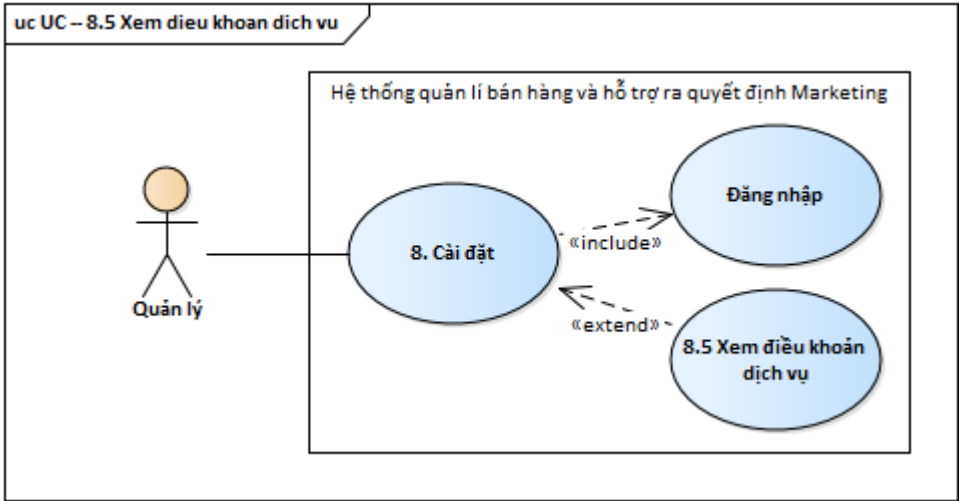 uc UC -- 8.5 Xem dieu khoan dich vu
Hệ thống quản lí bán hàng và hỗ trợ ra quyết định Marketing
Đăng nhập
8. Cài đặt
«include»
Quản lý
«extend»
8.5 Xem điều khoản
dịch vụ